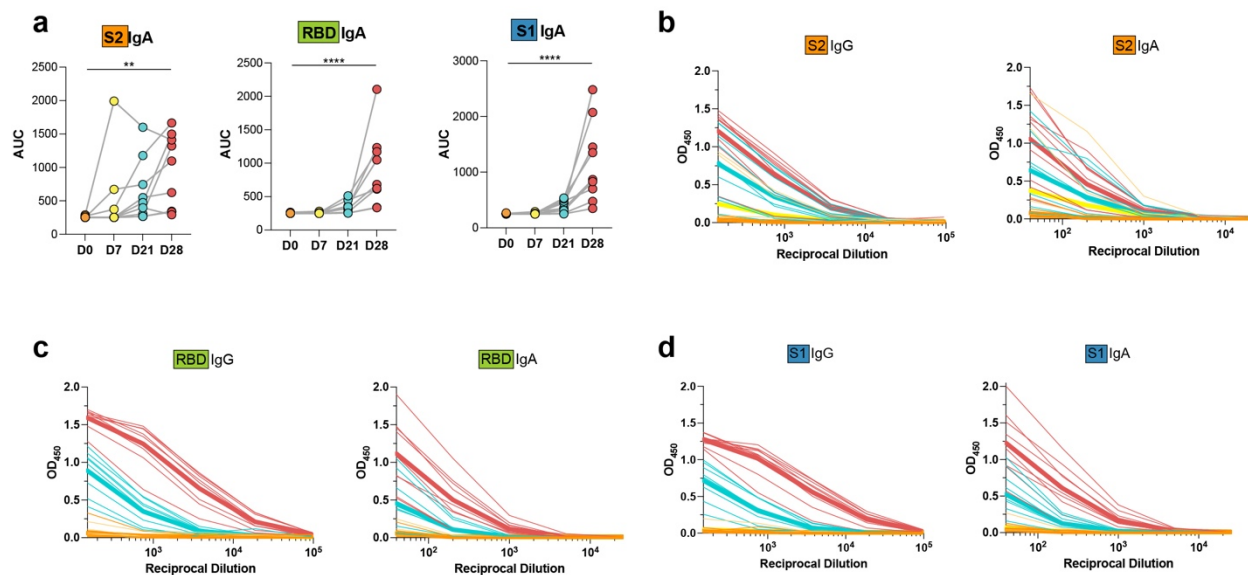 a
S2 IgA
RBD IgA
S1 IgA
**
****
****
2500
2000
1500
1000
500
0
AUC
D0 D7 D21 D28
2500
2000
1500
1000
500
0
AUC
D0 D7 D21 D28
3000
2000
1000
0
AUC
D0 D7 D21 D28
b
S2 IgG
2.0
1.5
1.0
0.5
0.0
OD450
10³ 10⁴ 10⁵
Reciprocal Dilution
S2 IgA
2.0
1.5
1.0
0.5
0.0
OD450
10² 10³ 10⁴
Reciprocal Dilution
c
RBD IgG
2.0
1.5
1.0
0.5
0.0
OD450
10³ 10⁴ 10⁵
Reciprocal Dilution
RBD IgA
2.0
1.5
1.0
0.5
0.0
OD450
10² 10³ 10⁴
Reciprocal Dilution
d
S1 IgG
2.0
1.5
1.0
0.5
0.0
OD450
10³ 10⁴ 10⁵
Reciprocal Dilution
S1 IgA
2.0
1.5
1.0
0.5
0.0
OD450
10² 10³ 10⁴
Reciprocal Dilution